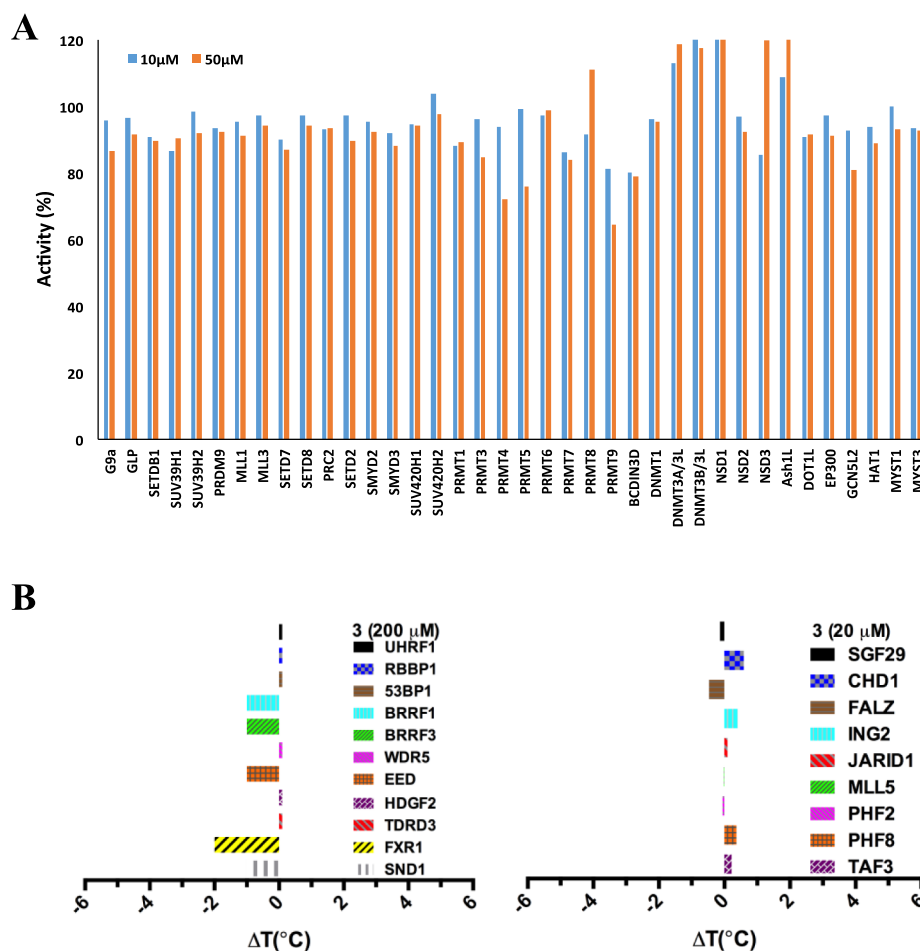 A
10μM 50μM
Activity (%)
120
100
80
60
40
20
0
G9a
GLP
SETDB1
SUV39H1
SUV39H2
PRDM9
MLL1
MLL3
SETD7
SETD8
PRC2
SETD2
SMYD2
SMYD3
SUV420H1
SUV420H2
PRMT1
PRMT3
PRMT4
PRMT5
PRMT6
PRMT7
PRMT8
PRMT9
BCDIN3D
DNMT1
DNMT3A/3L
DNMT3B/3L
NSD1
NSD2
NSD3
Ash1L
DOT1L
EP300
GCN5L2
HAT1
MYST1
MYST3
B
3 (200 μM)
UHRF1
RBBP1
53BP1
BRRF1
BRRF3
WDR5
EED
HDGF2
TDRD3
FXR1
SND1
-6 -4 -2 0 2 4 6
ΔT(°C)
3 (20 μM)
SGF29
CHD1
FALZ
ING2
JARID1
MLL5
PHF2
PHF8
TAF3
-6 -4 -2 0 2 4 6
ΔT(°C)